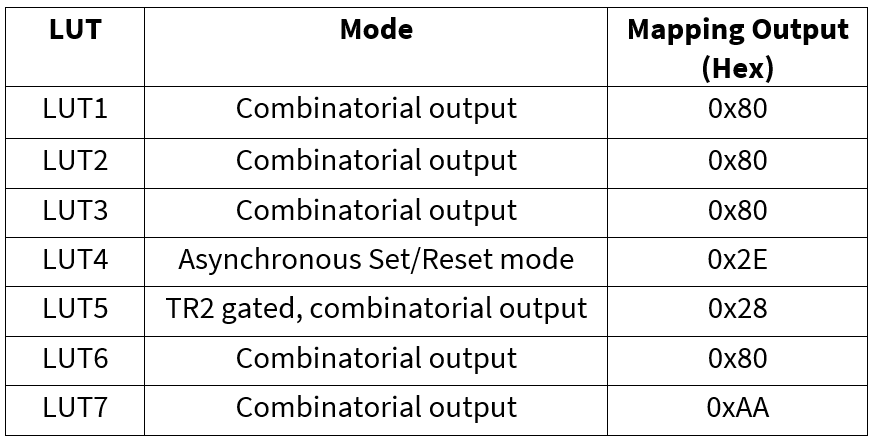 LUT Mode Mapping Output
(Hex)
LUT1 Combinatorial output 0x80
LUT2 Combinatorial output 0x80
LUT3 Combinatorial output 0x80
LUT4 Asynchronous Set/Reset mode 0x2E
LUT5 TR2 gated, combinatorial output 0x28
LUT6 Combinatorial output 0x80
LUT7 Combinatorial output 0xAA